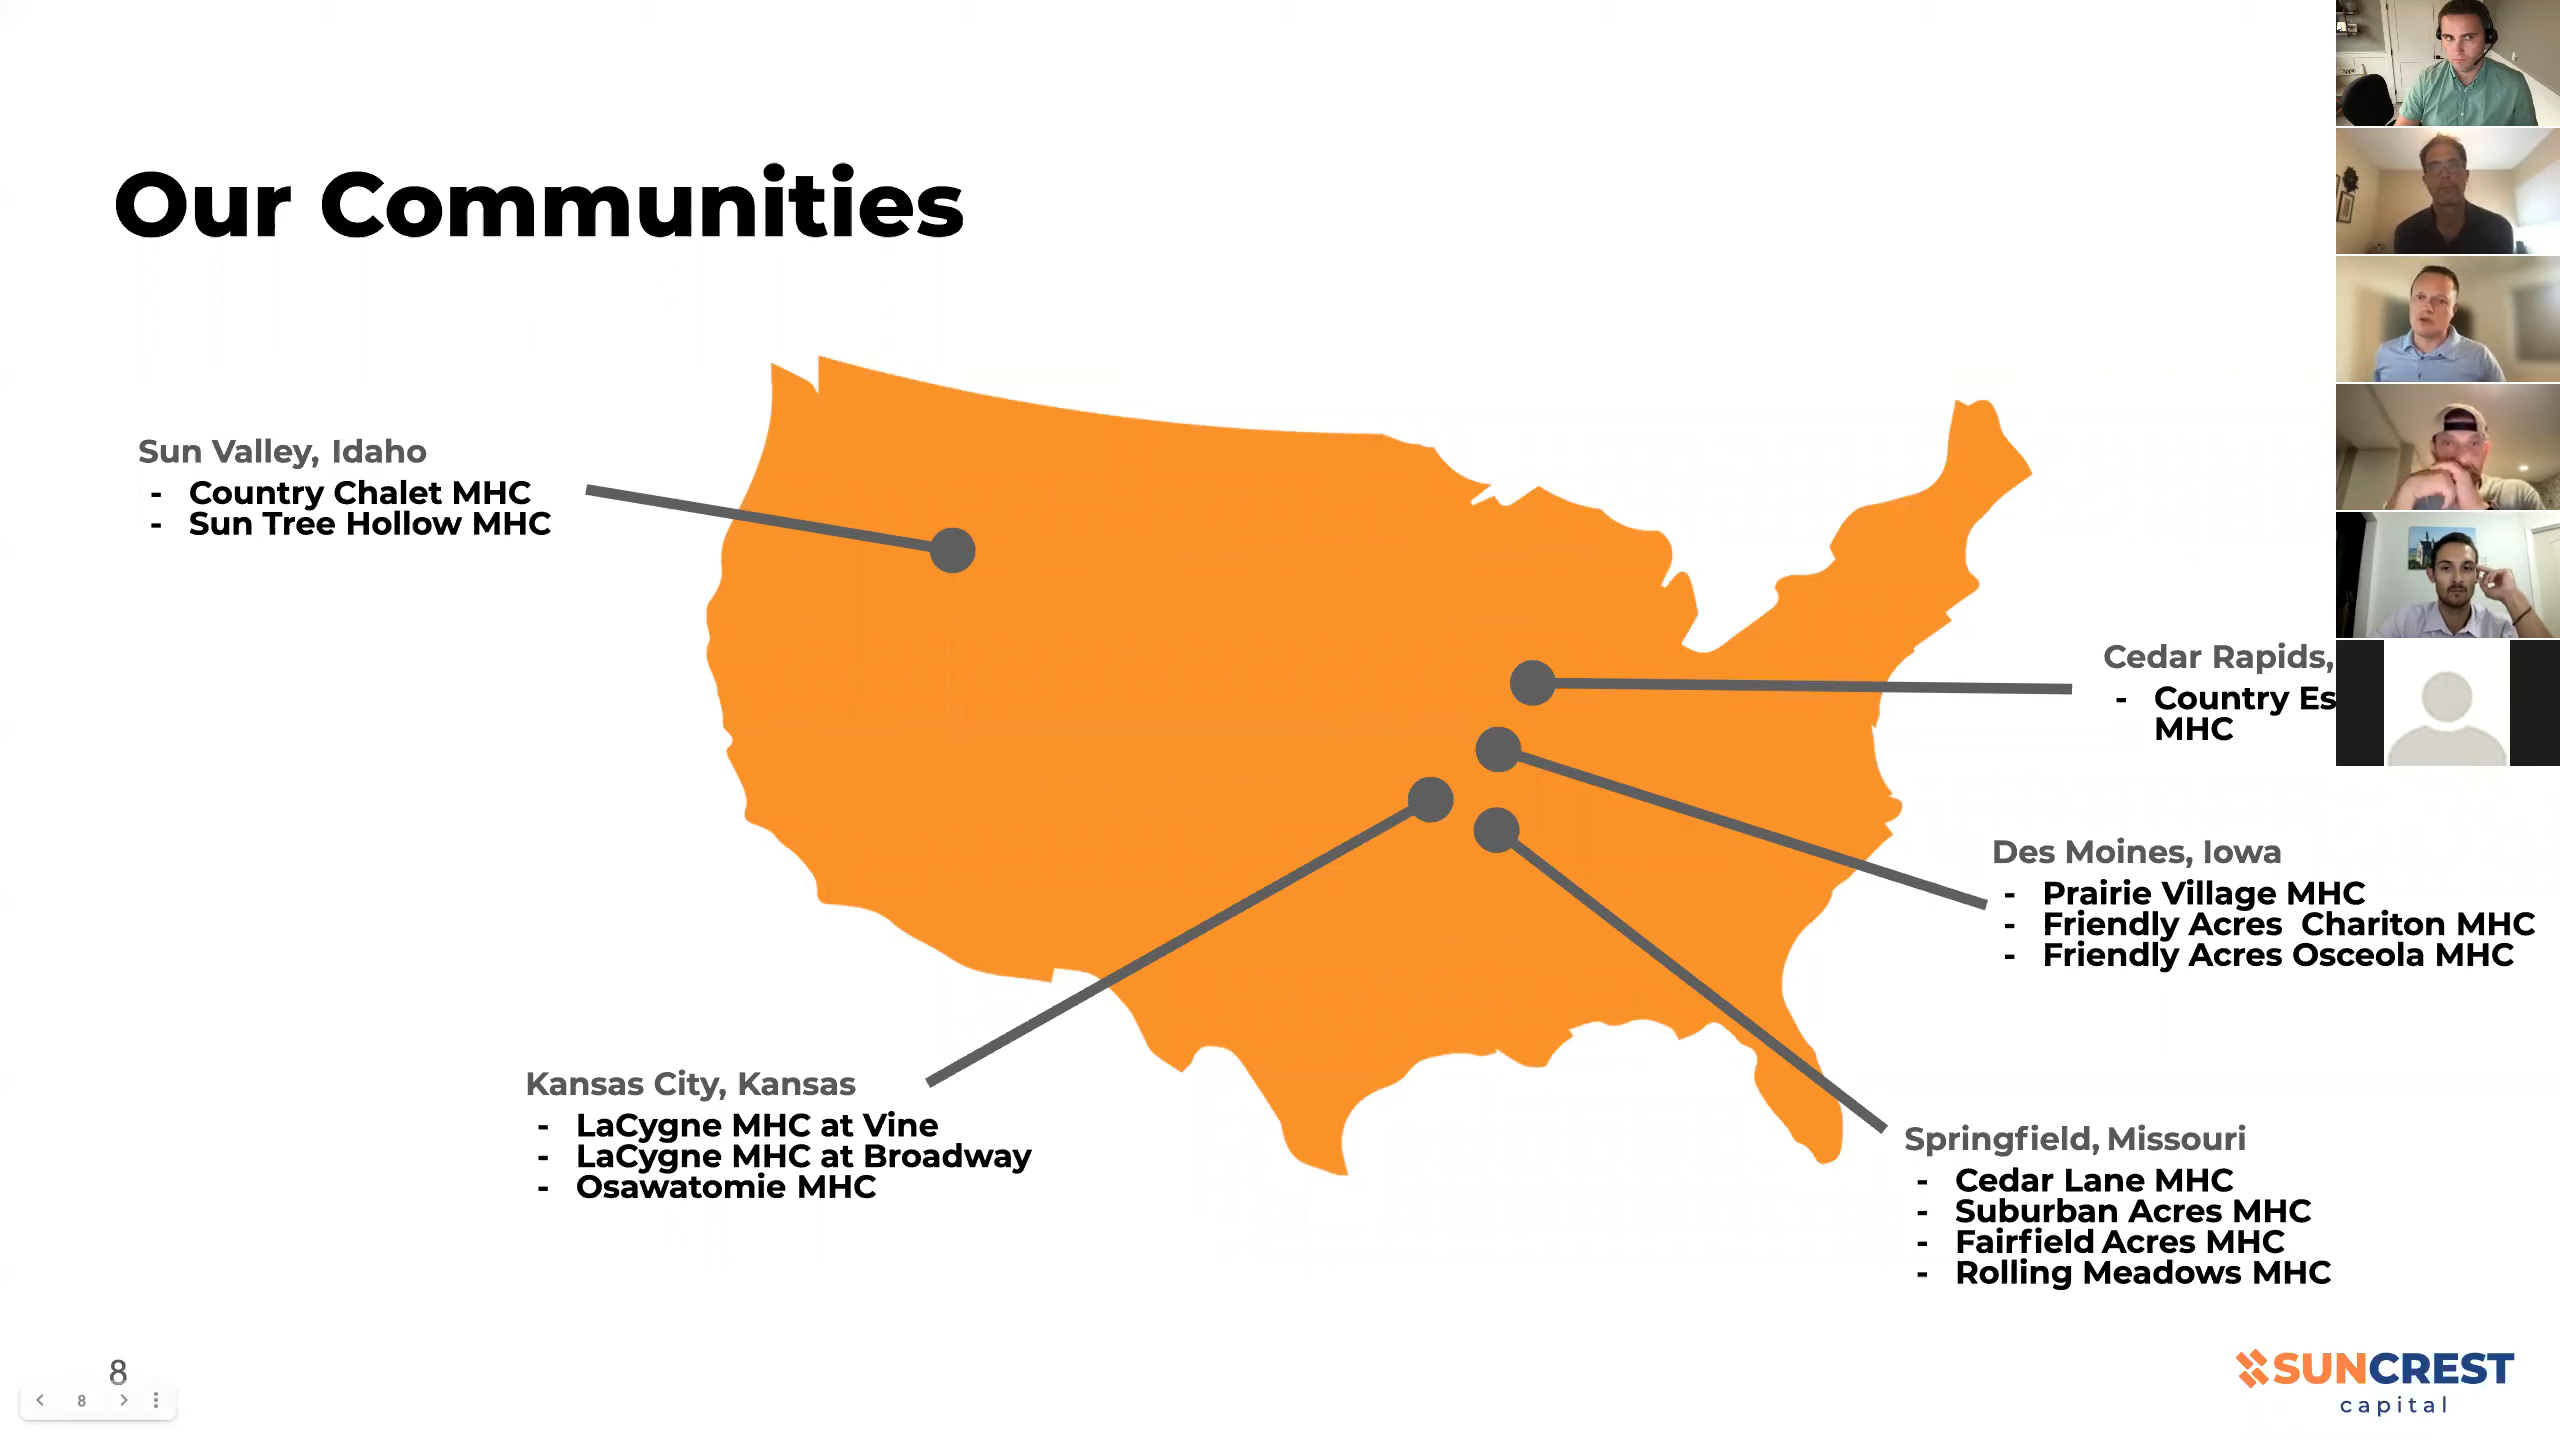 Our Communities
Sun Valley, Idaho
- Country Chalet MHC
- Sun Tree Hollow MHC
Cedar Rapids,
- Country Es
MHC
Des Moines, Iowa
- Prairie Village MHC
- Friendly Acres Chariton MHC
- Friendly Acres Osceola MHC
Kansas City, Kansas
- LaCygne MHC at Vine
- LaCygne MHC at Broadway
- Osawatomie MHC
Springfield, Missouri
- Cedar Lane MHC
- Suburban Acres MHC
- Fairfield Acres MHC
- Rolling Meadows MHC
8
8
SUNCREST
capital